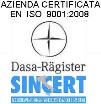 AZIENDA CERTIFICATA
EN ISO 9001:2008
Dasa-Rägister
SINCERT